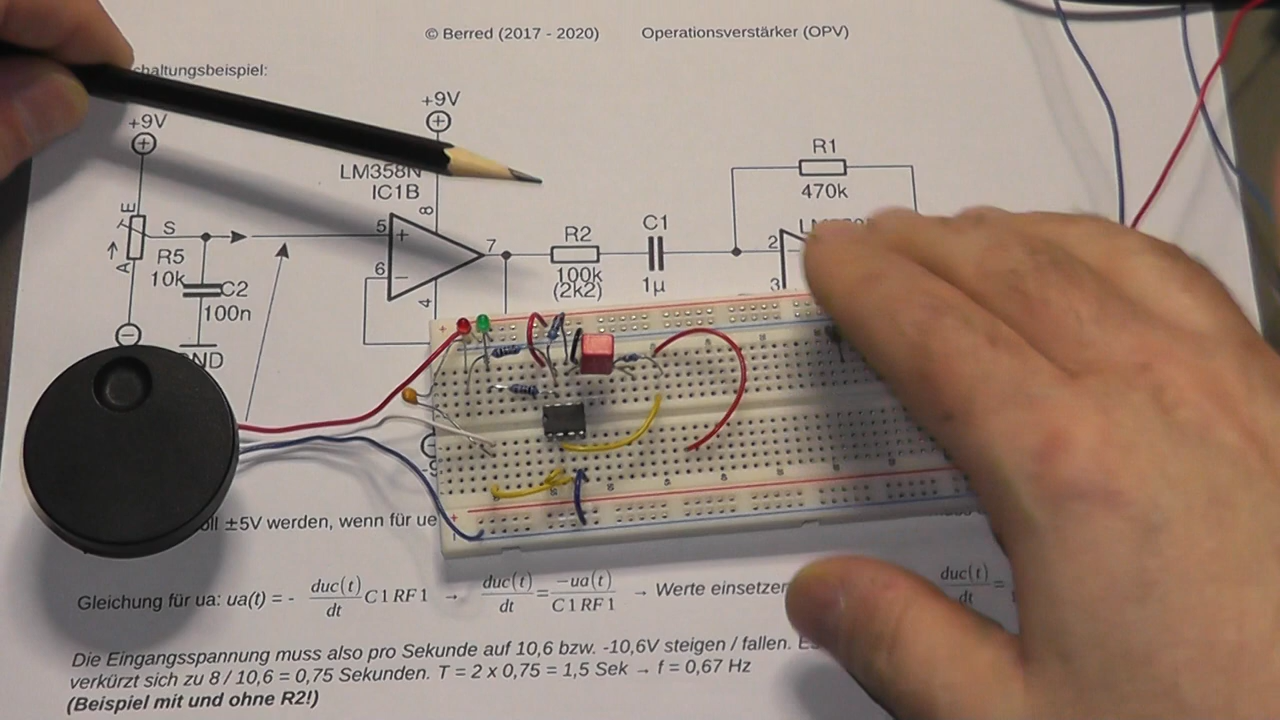 © Berred (2017 - 2020) Operationsverstärker (OPV)
chaltungsbeispiel:
+9V
+9V
R1
LM358N
470k
IC1B
8
E
S
5
+
7
R2
C1
2
R5
A
10k
6
100k
C2
(2k2)
1µ
3
100n
4
ND
±5V werden, wenn für ue
Gleichung für ua: ua(t) = - duc(t)/dt C1 RF1 → duc(t)/dt = -ua(t)/C1 RF1 → Werte einsetzen duc(t)/dt =
Die Eingangsspannung muss also pro Sekunde auf 10,6 bzw. -10,6V steigen / fallen.
verkürzt sich zu 8 / 10,6 = 0,75 Sekunden. T = 2 x 0,75 = 1,5 Sek → f = 0,67 Hz
(Beispiel mit und ohne R2!)